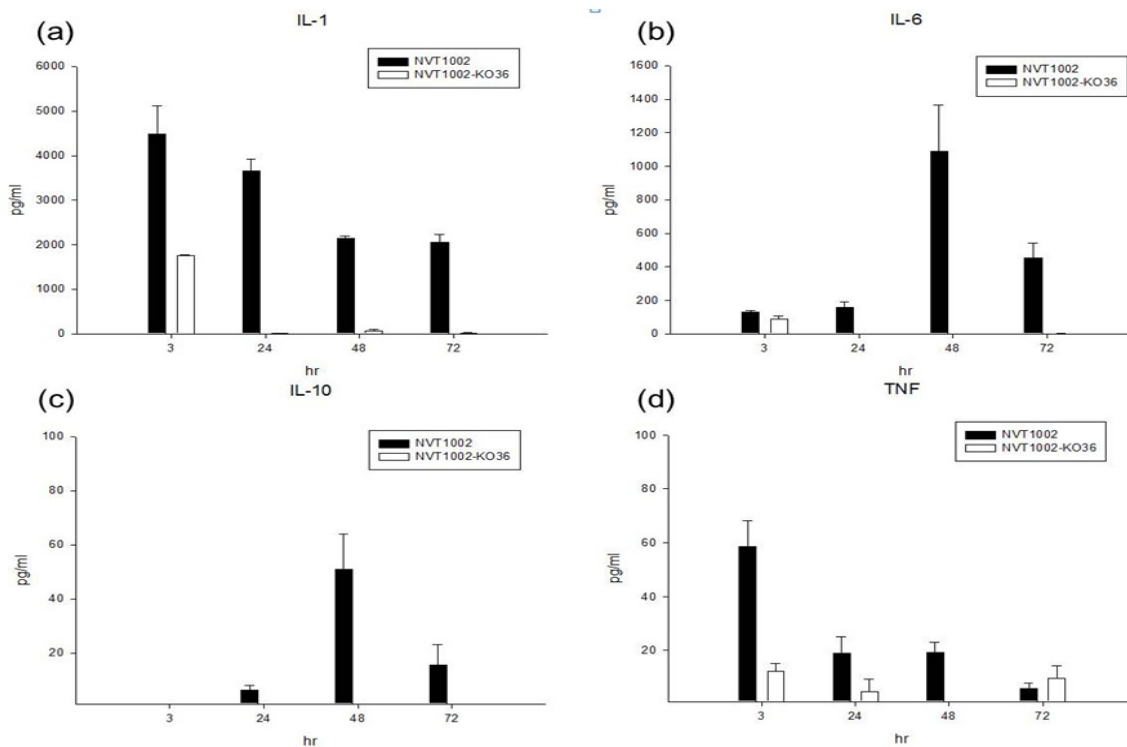 (a)
IL-1
NVT1002
NVT1002-KO36
6000
5000
4000
3000
2000
1000
0
pg/ml
3 24 48 72
hr
(b)
IL-6
NVT1002
NVT1002-KO36
1600
1400
1200
1000
800
600
400
200
0
pg/ml
3 24 48 72
hr
(c)
IL-10
NVT1002
NVT1002-KO36
100
80
60
40
20
pg/ml
3 24 48 72
hr
(d)
TNF
NVT1002
NVT1002-KO36
100
80
60
40
20
pg/ml
3 24 48 72
hr